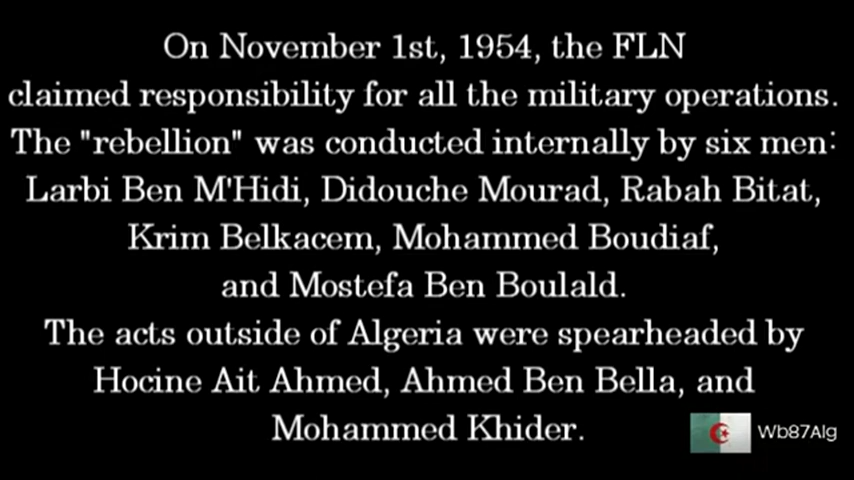 On November 1st, 1954, the FLN
claimed responsibility for all the military operations.
The "rebellion" was conducted internally by six men:
Larbi Ben M'Hidi, Didouche Mourad, Rabah Bitat,
Krim Belkacem, Mohammed Boudiaf,
and Mostefa Ben Boulald.
The acts outside of Algeria were spearheaded by
Hocine Ait Ahmed, Ahmed Ben Bella, and
Mohammed Khider.
Wb87Alg